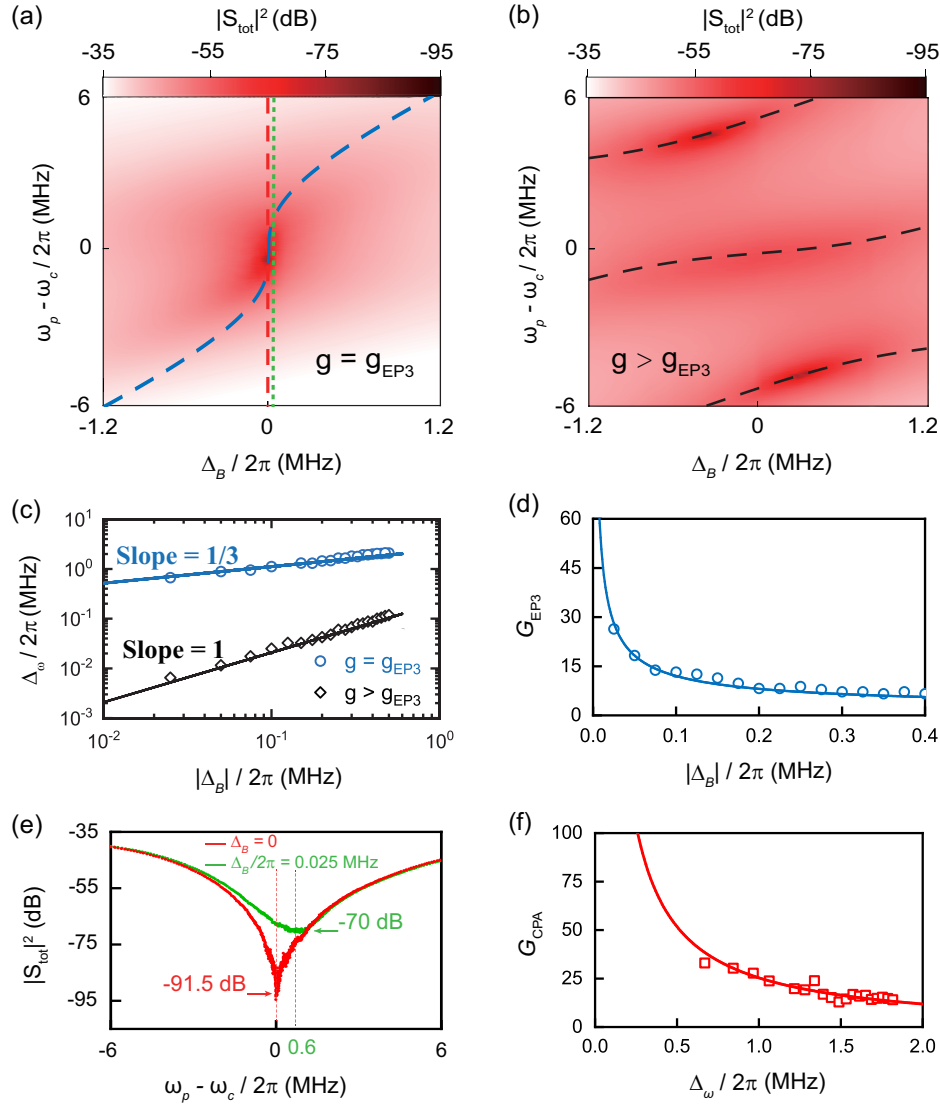 (a)
|S_tot|² (dB)
-35 -55 -75 -95
6
0
-6
ω_p - ω_c / 2π (MHz)
g = g_EP3
-1.2 0 1.2
Δ_B / 2π (MHz)
(b)
|S_tot|² (dB)
-35 -55 -75 -95
6
0
-6
ω_p - ω_c / 2π (MHz)
g > g_EP3
-1.2 0 1.2
Δ_B / 2π (MHz)
(c)
10¹
10⁰
10⁻¹
10⁻²
10⁻³
Δ_ω / 2π (MHz)
Slope = 1/3
Slope = 1
g = g_EP3
g > g_EP3
10⁻² 10⁻¹ 10⁰
|Δ_B| / 2π (MHz)
(d)
60
45
30
15
0
G_EP3
0.0 0.1 0.2 0.3 0.4
|Δ_B| / 2π (MHz)
(e)
-35
-55
-75
-95
|S_tot|² (dB)
Δ_B = 0
Δ_B/2π = 0.025 MHz
-70 dB
-91.5 dB
-6 0 0.6 6
ω_p - ω_c / 2π (MHz)
(f)
100
75
50
25
0
G_CPA
0.0 0.5 1.0 1.5 2.0
Δ_ω / 2π (MHz)